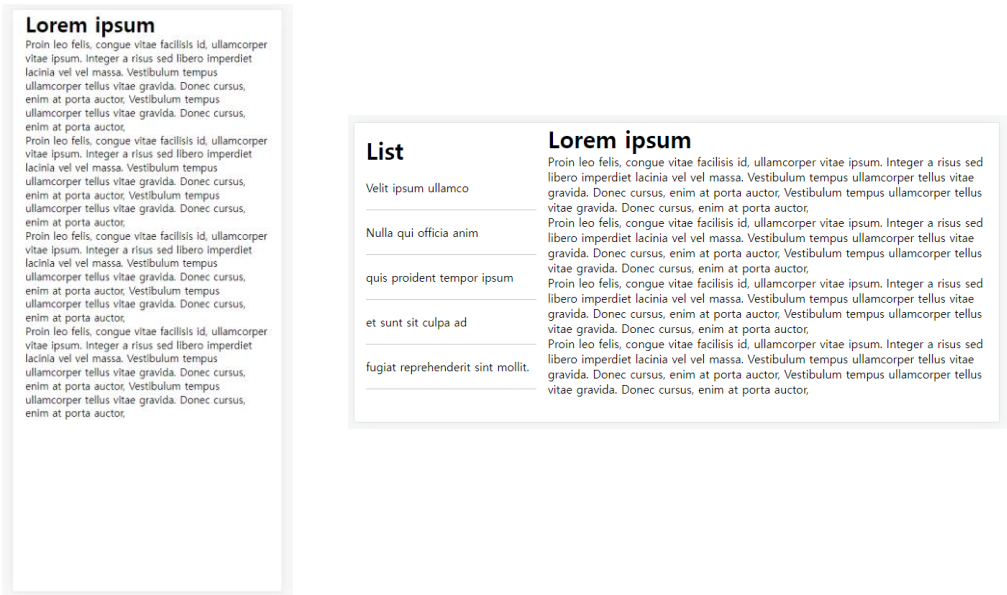 Lorem ipsum
Proin leo felis, congue vitae facilisis id, ullamcorper
vitae ipsum. Integer a risus sed libero imperdiet
lacinia vel vel massa. Vestibulum tempus
ullamcorper tellus vitae gravida. Donec cursus,
enim at porta auctor, Vestibulum tempus
ullamcorper tellus vitae gravida. Donec cursus,
enim at porta auctor,
Proin leo felis, congue vitae facilisis id, ullamcorper
vitae ipsum. Integer a risus sed libero imperdiet
lacinia vel vel massa. Vestibulum tempus
ullamcorper tellus vitae gravida. Donec cursus,
enim at porta auctor, Vestibulum tempus
ullamcorper tellus vitae gravida. Donec cursus,
enim at porta auctor,
Proin leo felis, congue vitae facilisis id, ullamcorper
vitae ipsum. Integer a risus sed libero imperdiet
lacinia vel vel massa. Vestibulum tempus
ullamcorper tellus vitae gravida. Donec cursus,
enim at porta auctor, Vestibulum tempus
ullamcorper tellus vitae gravida. Donec cursus,
enim at porta auctor,
Proin leo felis, congue vitae facilisis id, ullamcorper
vitae ipsum. Integer a risus sed libero imperdiet
lacinia vel vel massa. Vestibulum tempus
ullamcorper tellus vitae gravida. Donec cursus,
enim at porta auctor, Vestibulum tempus
ullamcorper tellus vitae gravida. Donec cursus,
enim at porta auctor,
List
Velit ipsum ullamco
Nulla qui officia anim
quis proident tempor ipsum
et sunt sit culpa ad
fugiat reprehenderit sint mollit.
Lorem ipsum
Proin leo felis, congue vitae facilisis id, ullamcorper vitae ipsum. Integer a risus sed
libero imperdiet lacinia vel vel massa. Vestibulum tempus ullamcorper tellus vitae
gravida. Donec cursus, enim at porta auctor, Vestibulum tempus ullamcorper tellus
vitae gravida. Donec cursus, enim at porta auctor,
Proin leo felis, congue vitae facilisis id, ullamcorper vitae ipsum. Integer a risus sed
libero imperdiet lacinia vel vel massa. Vestibulum tempus ullamcorper tellus vitae
gravida. Donec cursus, enim at porta auctor, Vestibulum tempus ullamcorper tellus
vitae gravida. Donec cursus, enim at porta auctor,
Proin leo felis, congue vitae facilisis id, ullamcorper vitae ipsum. Integer a risus sed
libero imperdiet lacinia vel vel massa. Vestibulum tempus ullamcorper tellus vitae
gravida. Donec cursus, enim at porta auctor, Vestibulum tempus ullamcorper tellus
vitae gravida. Donec cursus, enim at porta auctor,
Proin leo felis, congue vitae facilisis id, ullamcorper vitae ipsum. Integer a risus sed
libero imperdiet lacinia vel vel massa. Vestibulum tempus ullamcorper tellus vitae
gravida. Donec cursus, enim at porta auctor, Vestibulum tempus ullamcorper tellus
vitae gravida. Donec cursus, enim at porta auctor,